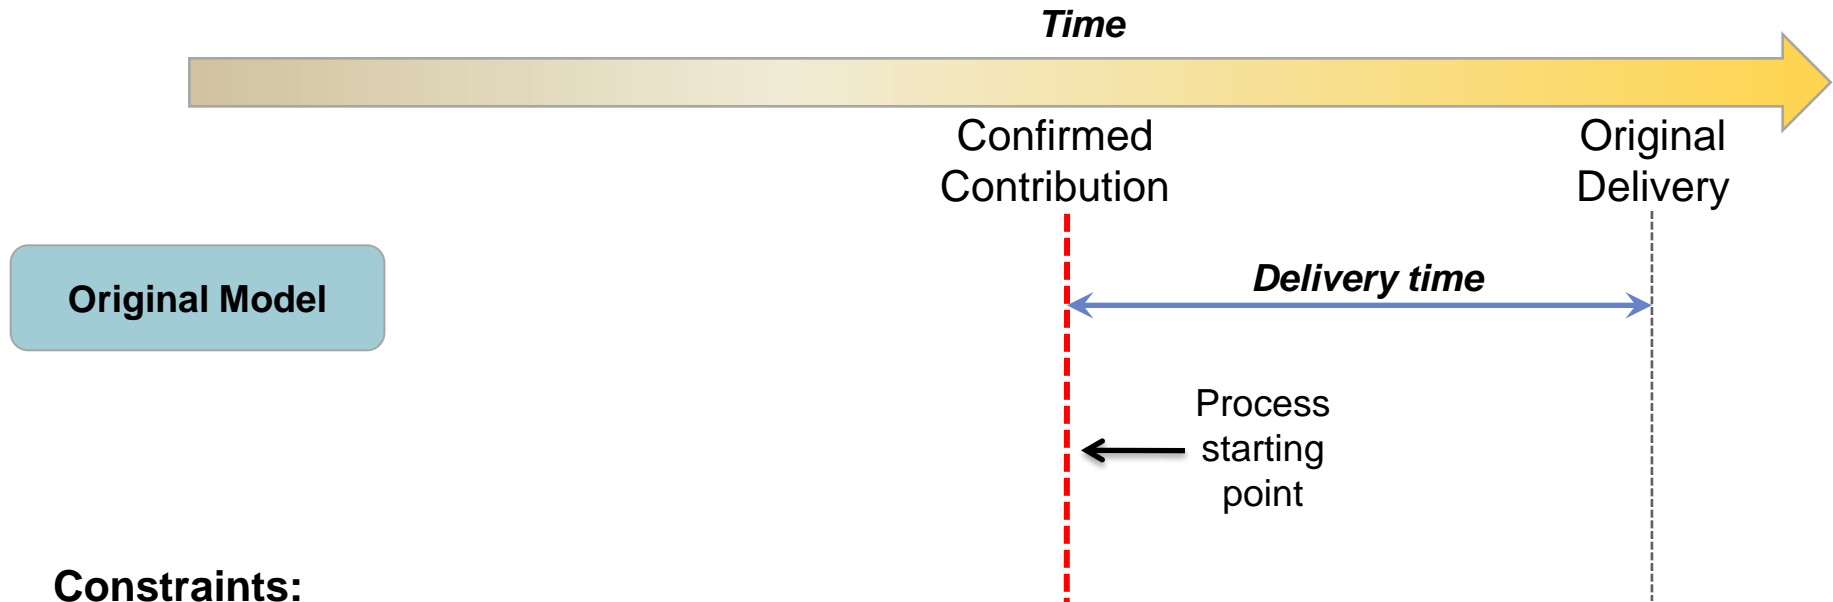 Time
Confirmed
Contribution
Original
Delivery
Original Model
Delivery time
Process
starting
point
Constraints: